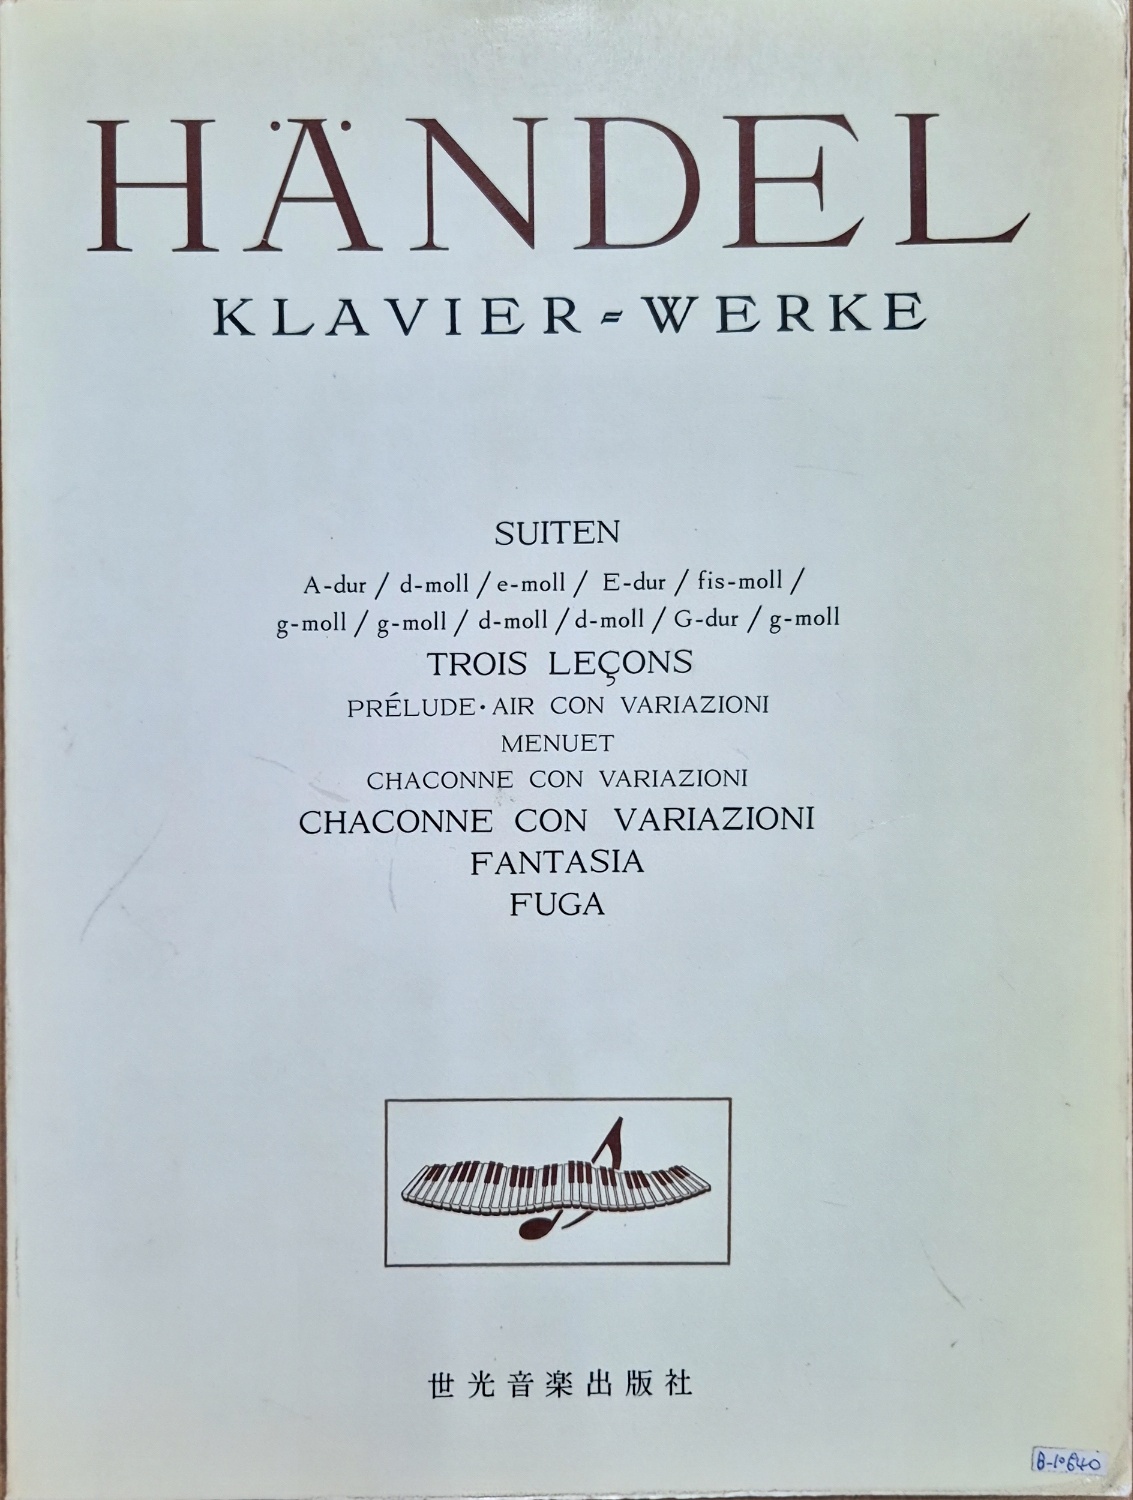 HÄNDEL
KLAVIER=WERKE
SUITEN
A-dur / d-moll / e-moll / E-dur / fis-moll /
g-moll / g-moll / d-moll / d-moll / G-dur / g-moll
TROIS LEÇONS
PRÉLUDE·AIR CON VARIAZIONI
MENUET
CHACONNE CON VARIAZIONI
CHACONNE CON VARIAZIONI
FANTASIA
FUGA
世光音楽出版社
B-10640